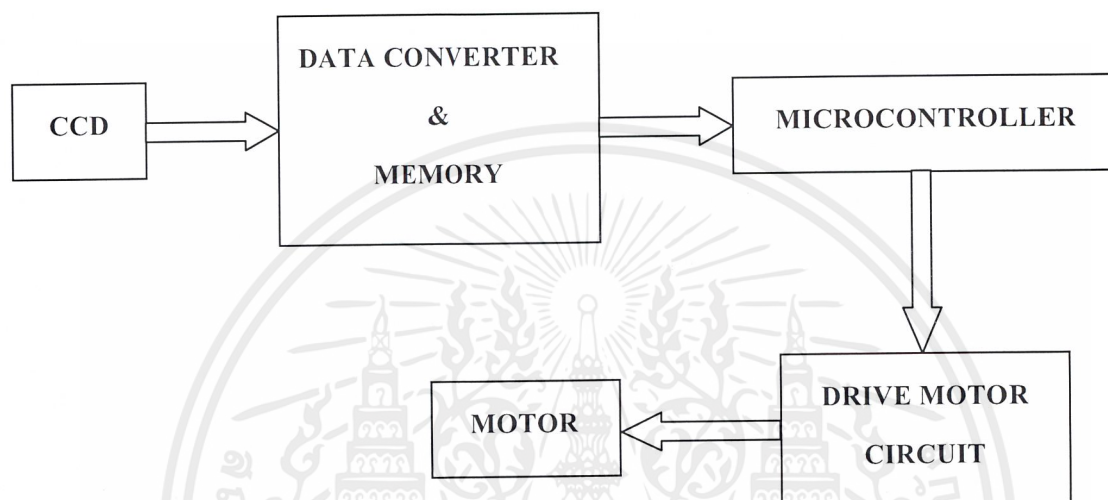 CCD
DATA CONVERTER
&
MEMORY
MICROCONTROLLER
DRIVE MOTOR
CIRCUIT
MOTOR